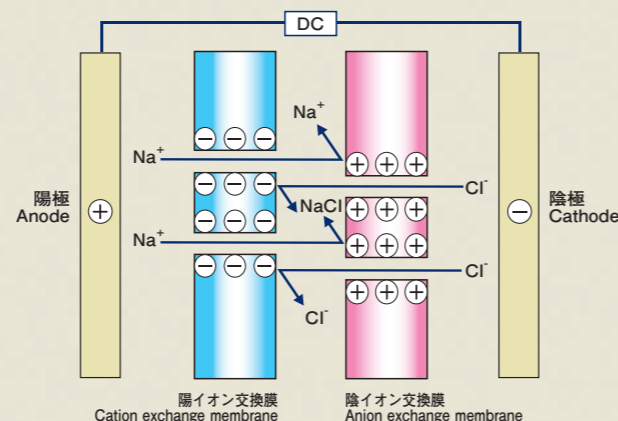 DC
Na⁺
Na⁺
陽極
Anode
+
NaCl
Cl⁻
陰極
Cathode
−
Na⁺
Cl⁻
Cl⁻
陽イオン交換膜
Cation exchange membrane
陰イオン交換膜
Anion exchange membrane